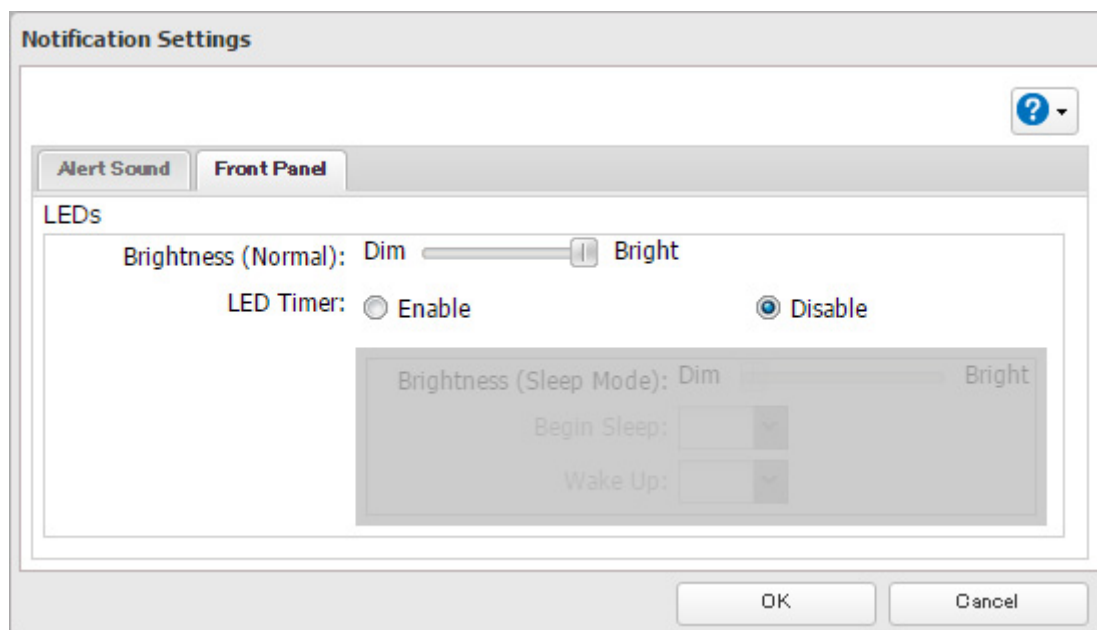 Notification Settings
?
Alert Sound Front Panel
LEDs
Brightness (Normal): Dim Bright
LED Timer: Enable Disable
Brightness (Sleep Mode): Dim Bright
Begin Sleep:
Wake Up:
OK Cancel